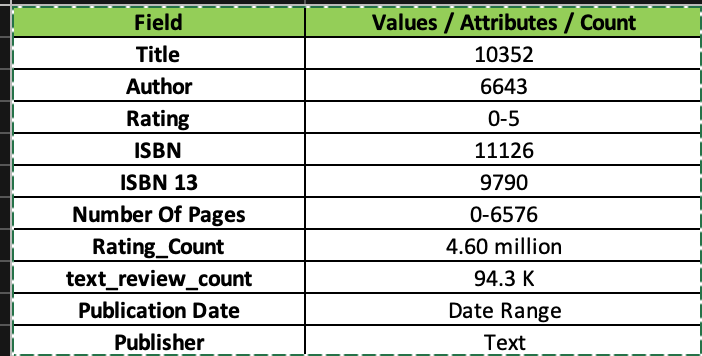 Field Values / Attributes / Count
Title 10352
Author 6643
Rating 0-5
ISBN 11126
ISBN 13 9790
Number Of Pages 0-6576
Rating_Count 4.60 million
text_review_count 94.3 K
Publication Date Date Range
Publisher Text